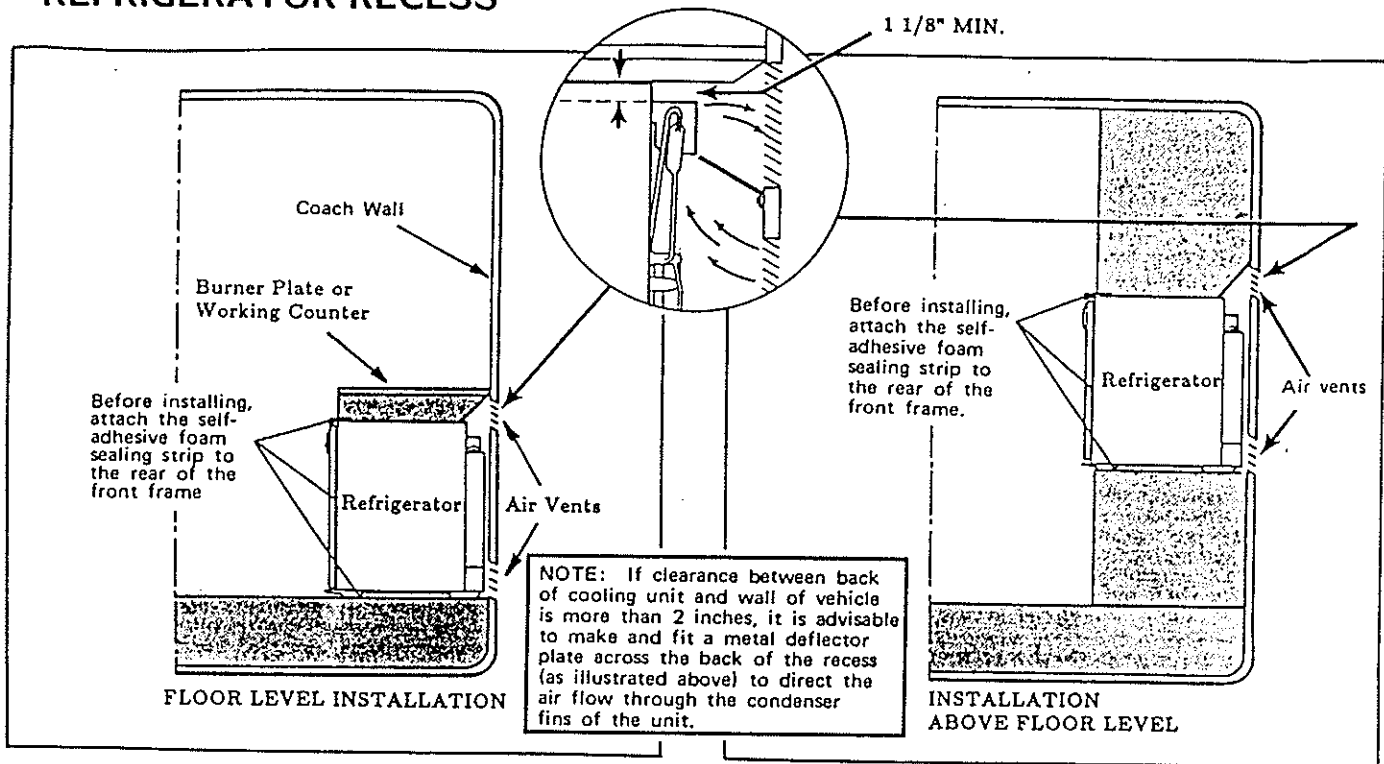 REFRIGERATOR RECESS
1 1/8" MIN.
Coach Wall
Burner Plate or
Working Counter
Before installing,
attach the self-
adhesive foam
sealing strip to
the rear of the
front frame
Refrigerator
Air Vents
FLOOR LEVEL INSTALLATION
NOTE: If clearance between back
of cooling unit and wall of vehicle
is more than 2 inches, it is advisable
to make and fit a metal deflector
plate across the back of the recess
(as illustrated above) to direct the
air flow through the condenser
fins of the unit.
Before installing,
attach the self-
adhesive foam
sealing strip to
the rear of the
front frame.
Refrigerator
Air vents
INSTALLATION
ABOVE FLOOR LEVEL